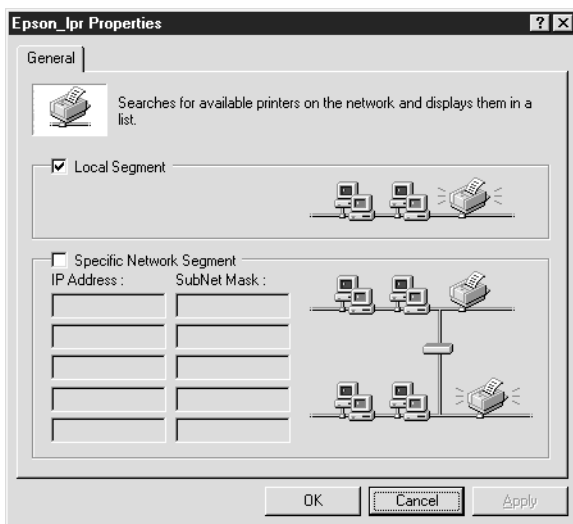 Epson_lpr Properties
General
Searches for available printers on the network and displays them in a
list.
Local Segment
Specific Network Segment
IP Address : SubNet Mask :
OK Cancel Apply